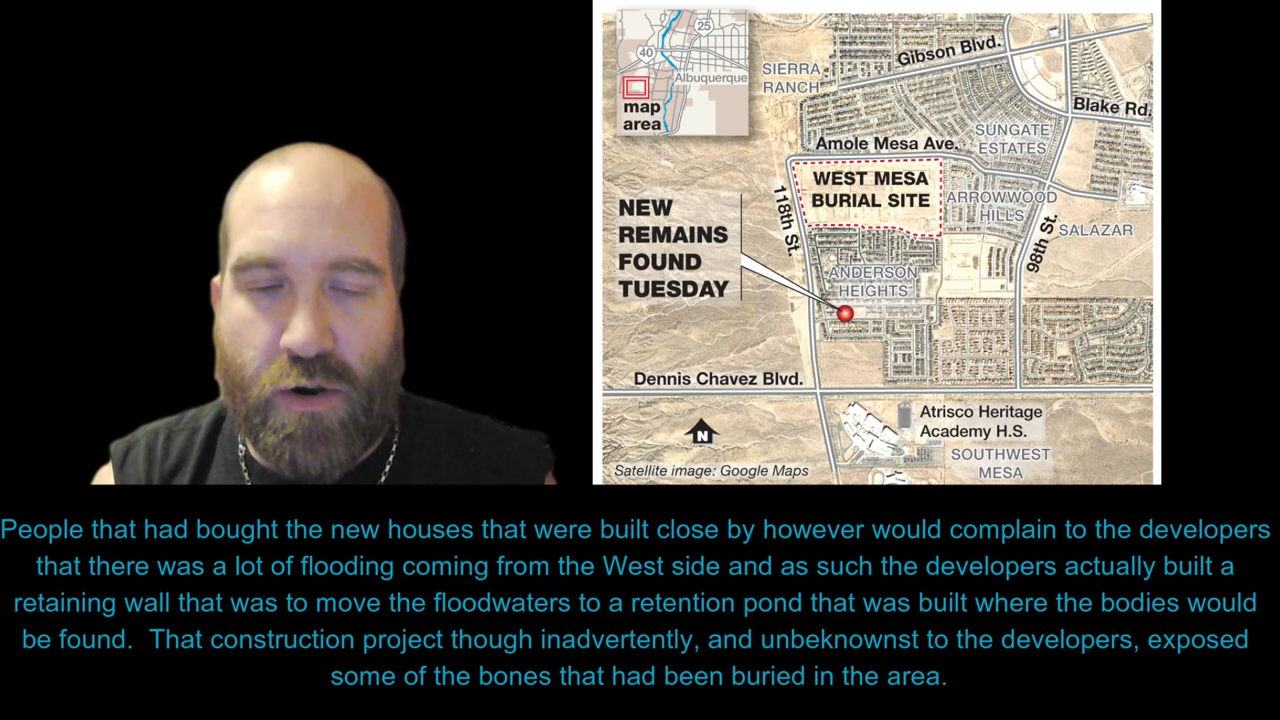 25
40
Albuquerque
map
area
SIERRA
RANCH
Gibson Blvd.
Blake Rd.
SUNGATE
ESTATES
Amole Mesa Ave.
WEST MESA
BURIAL SITE
118th St.
ARROWWOOD
HILLS
98th St.
SALAZAR
NEW
REMAINS
FOUND
TUESDAY
ANDERSON
HEIGHTS
Dennis Chavez Blvd.
N
Atrisco Heritage
Academy H.S.
SOUTHWEST
MESA
Satellite image: Google Maps
People that had bought the new houses that were built close by however would complain to the developers
that there was a lot of flooding coming from the West side and as such the developers actually built a
retaining wall that was to move the floodwaters to a retention pond that was built where the bodies would
be found.  That construction project though inadvertently, and unbeknownst to the developers, exposed
some of the bones that had been buried in the area.